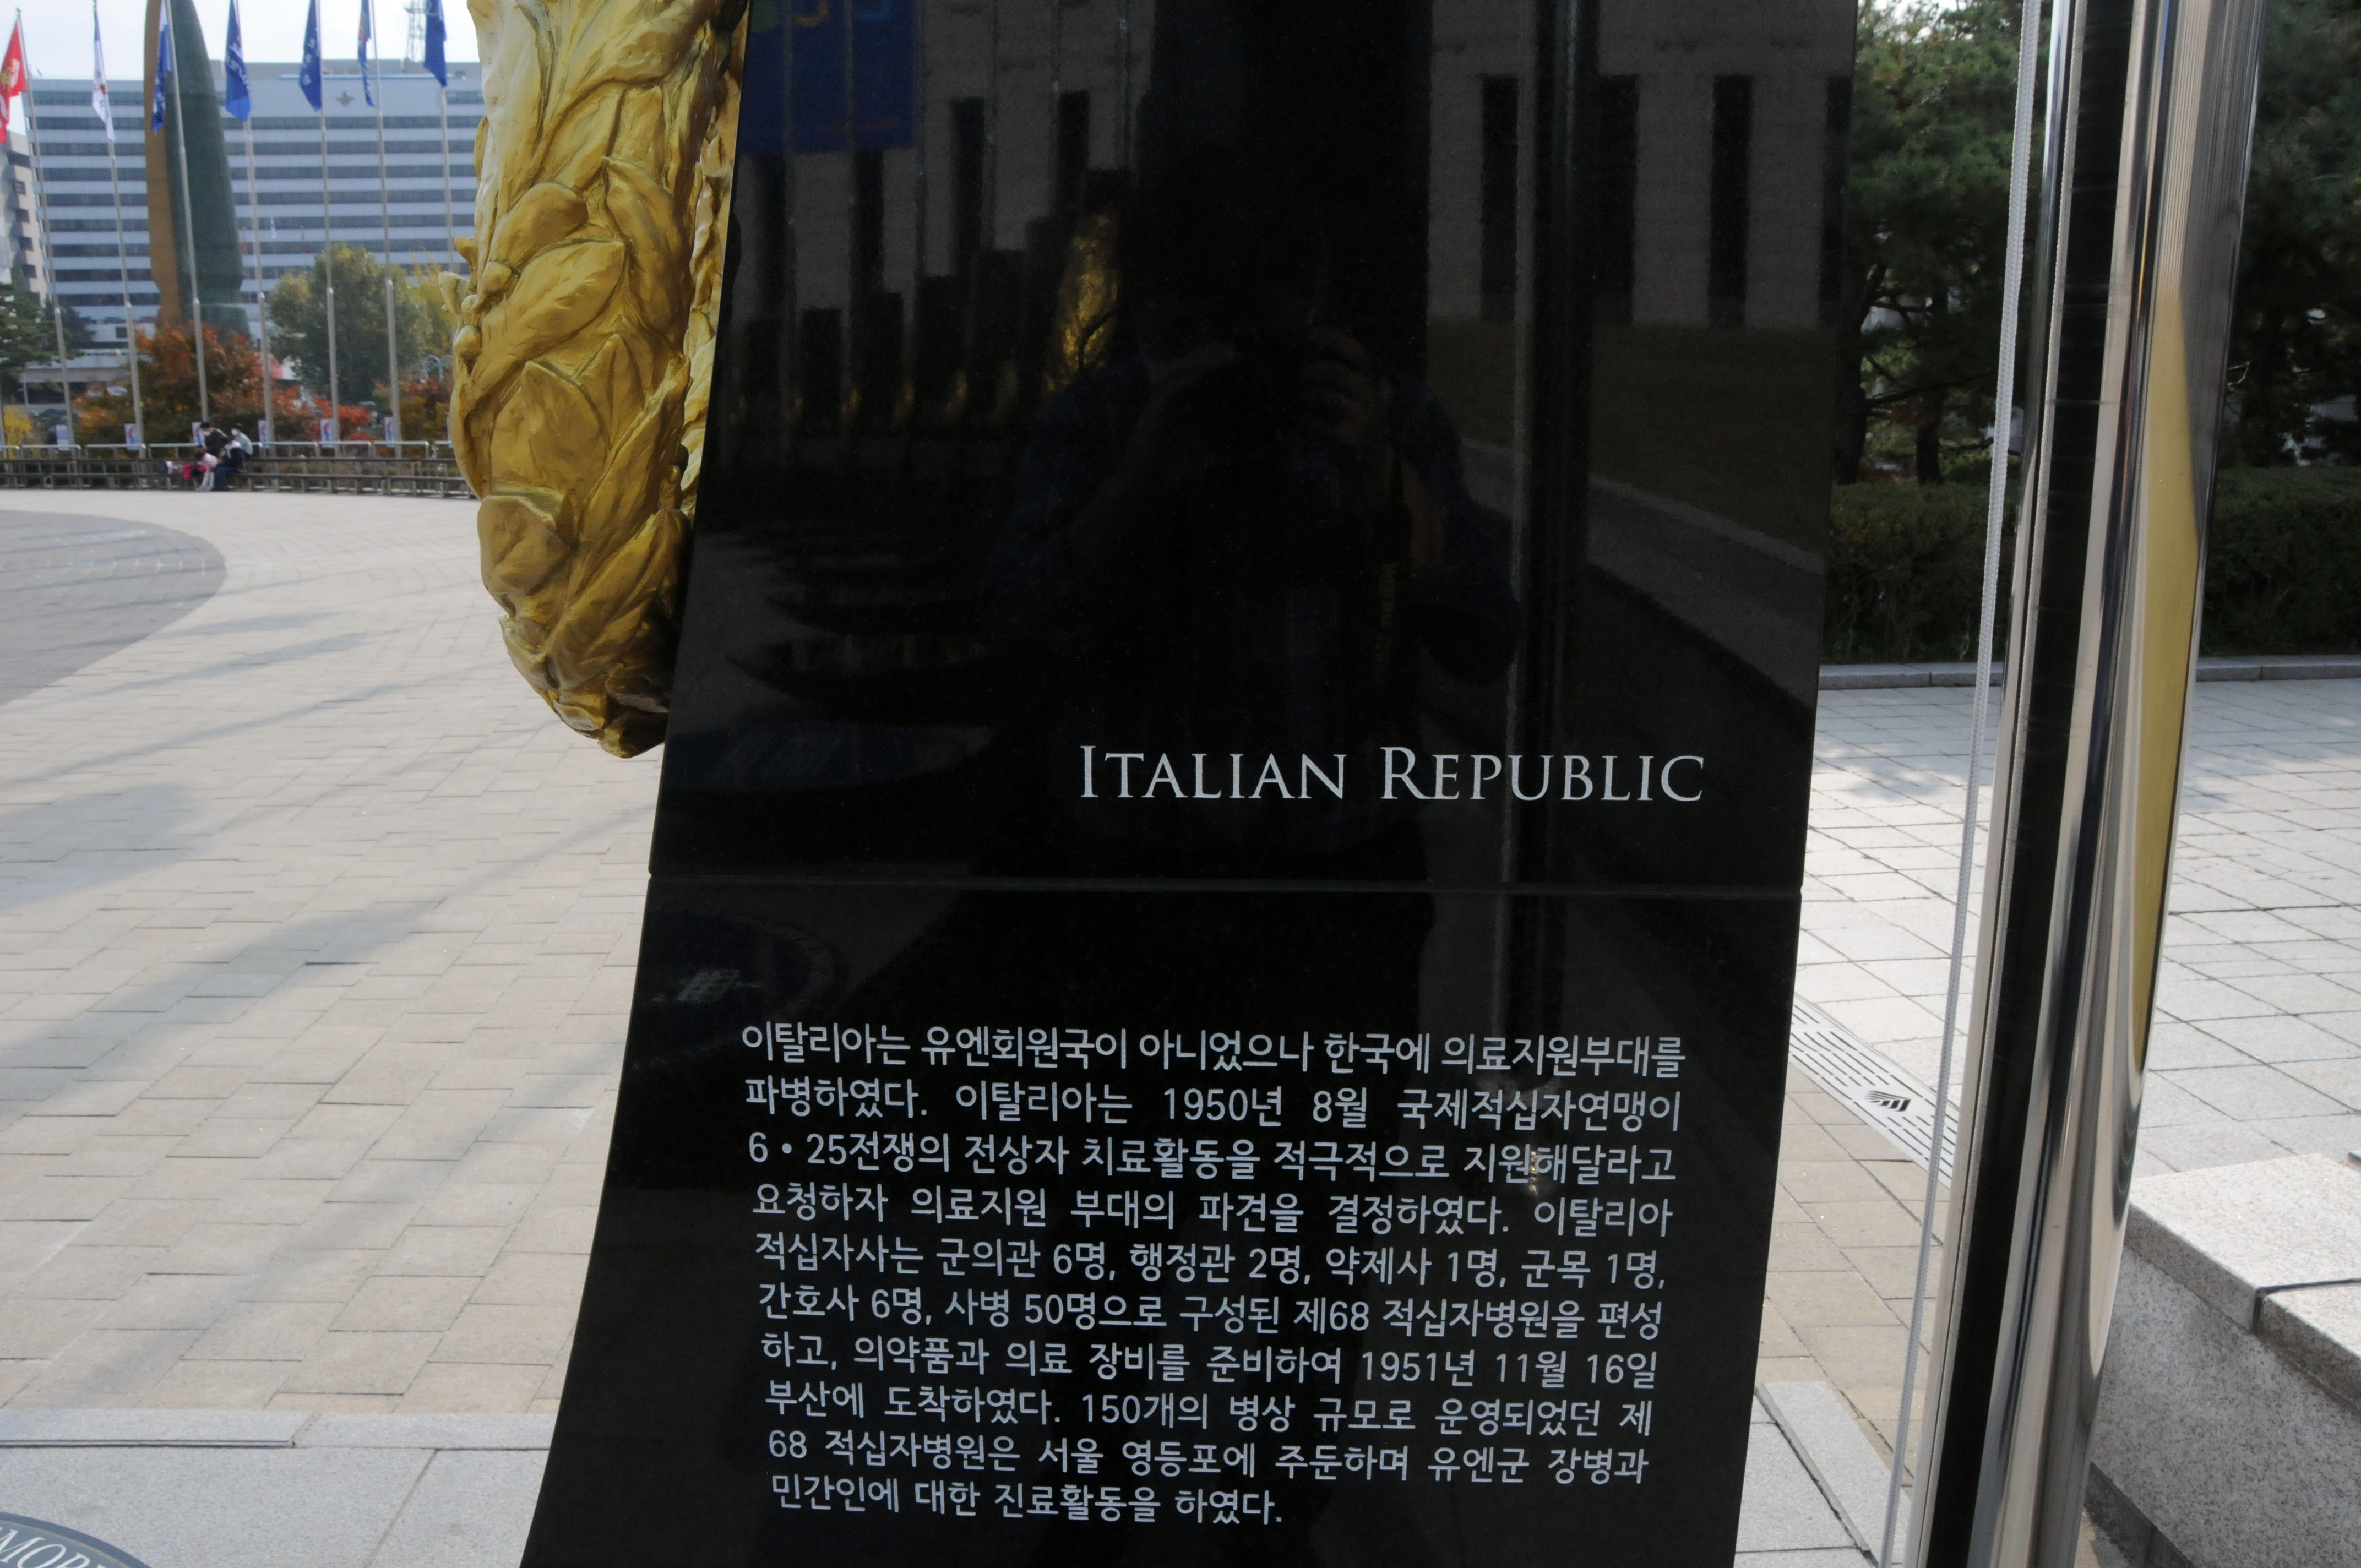 ITALIAN REPUBLIC
이탈리아는 유엔회원국이 아니었으나 한국에 의료지원부대를
파병하였다. 이탈리아는 1950년 8월 국제적십자연맹이
6·25전쟁의 전상자 치료활동을 적극적으로 지원해달라고
요청하자 의료지원 부대의 파견을 결정하였다. 이탈리아
적십자사는 군의관 6명, 행정관 2명, 약제사 1명, 군목 1명,
간호사 6명, 사병 50명으로 구성된 제68 적십자병원을 편성
하고, 의약품과 의료 장비를 준비하여 1951년 11월 16일
부산에 도착하였다. 150개의 병상 규모로 운영되었던 제
68 적십자병원은 서울 영등포에 주둔하며 유엔군 장병과
민간인에 대한 진료활동을 하였다.